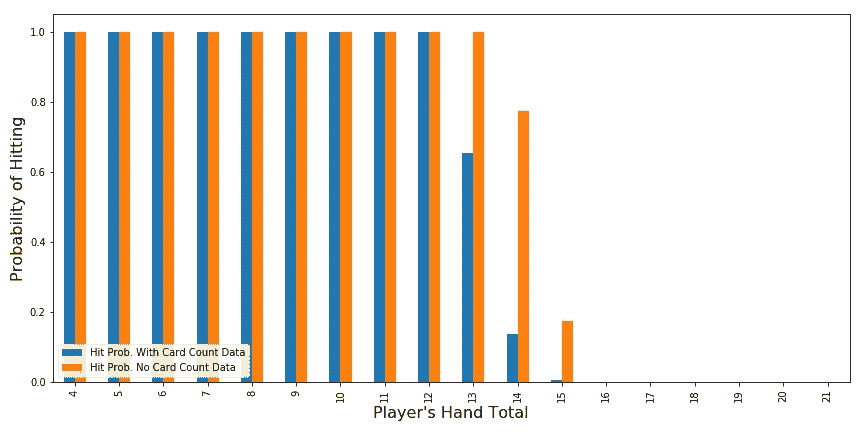 1.0
0.8
0.6
0.4
0.2
0.0
Probability of Hitting
Hit Prob. With Card Count Data
Hit Prob. No Card Count Data
4 5 6 7 8 9 10 11 12 13 14 15 16 17 18 19 20 21
Player's Hand Total